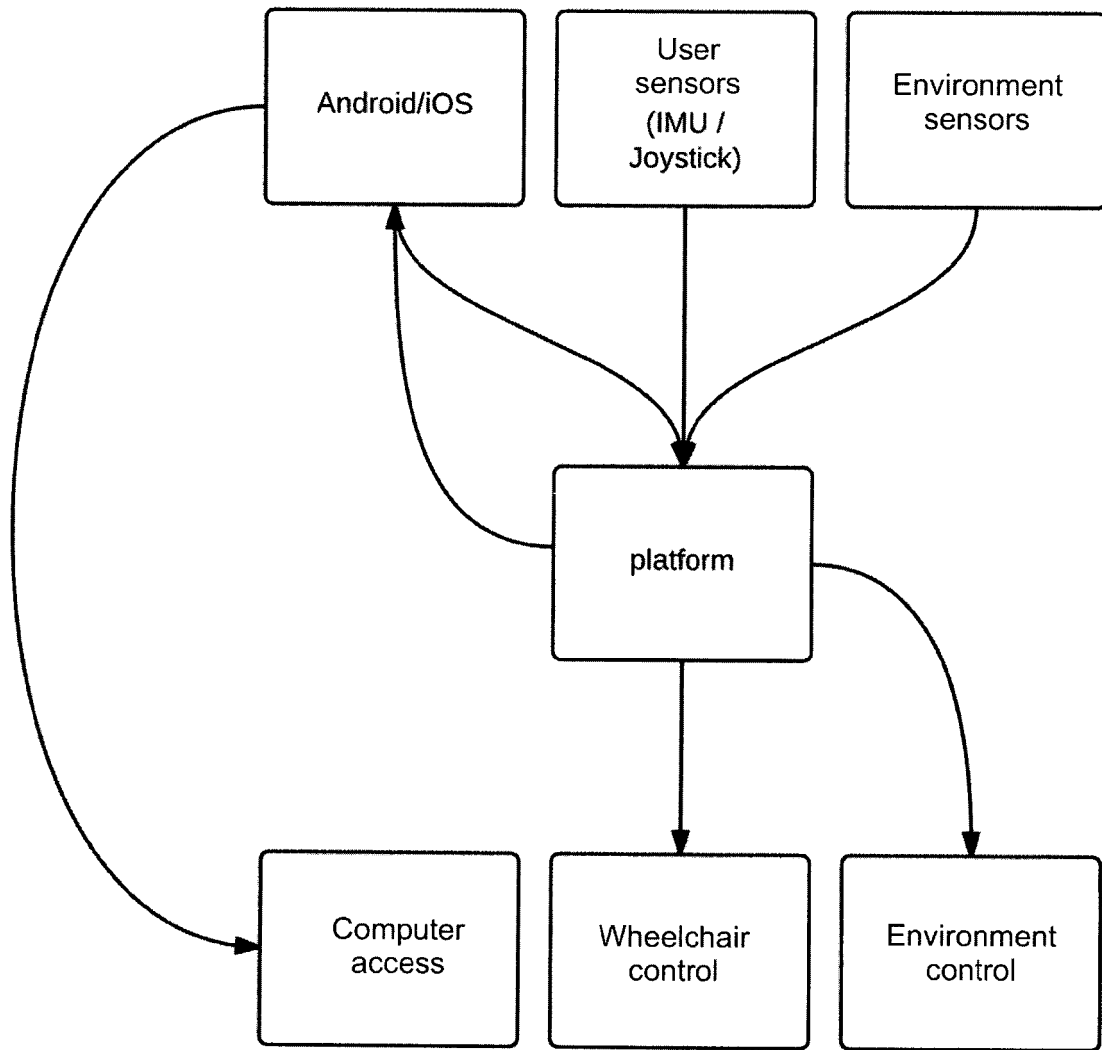 Android/iOS
User
sensors
(IMU /
Joystick)
Environment
sensors
platform
Computer
access
Wheelchair
control
Environment
control